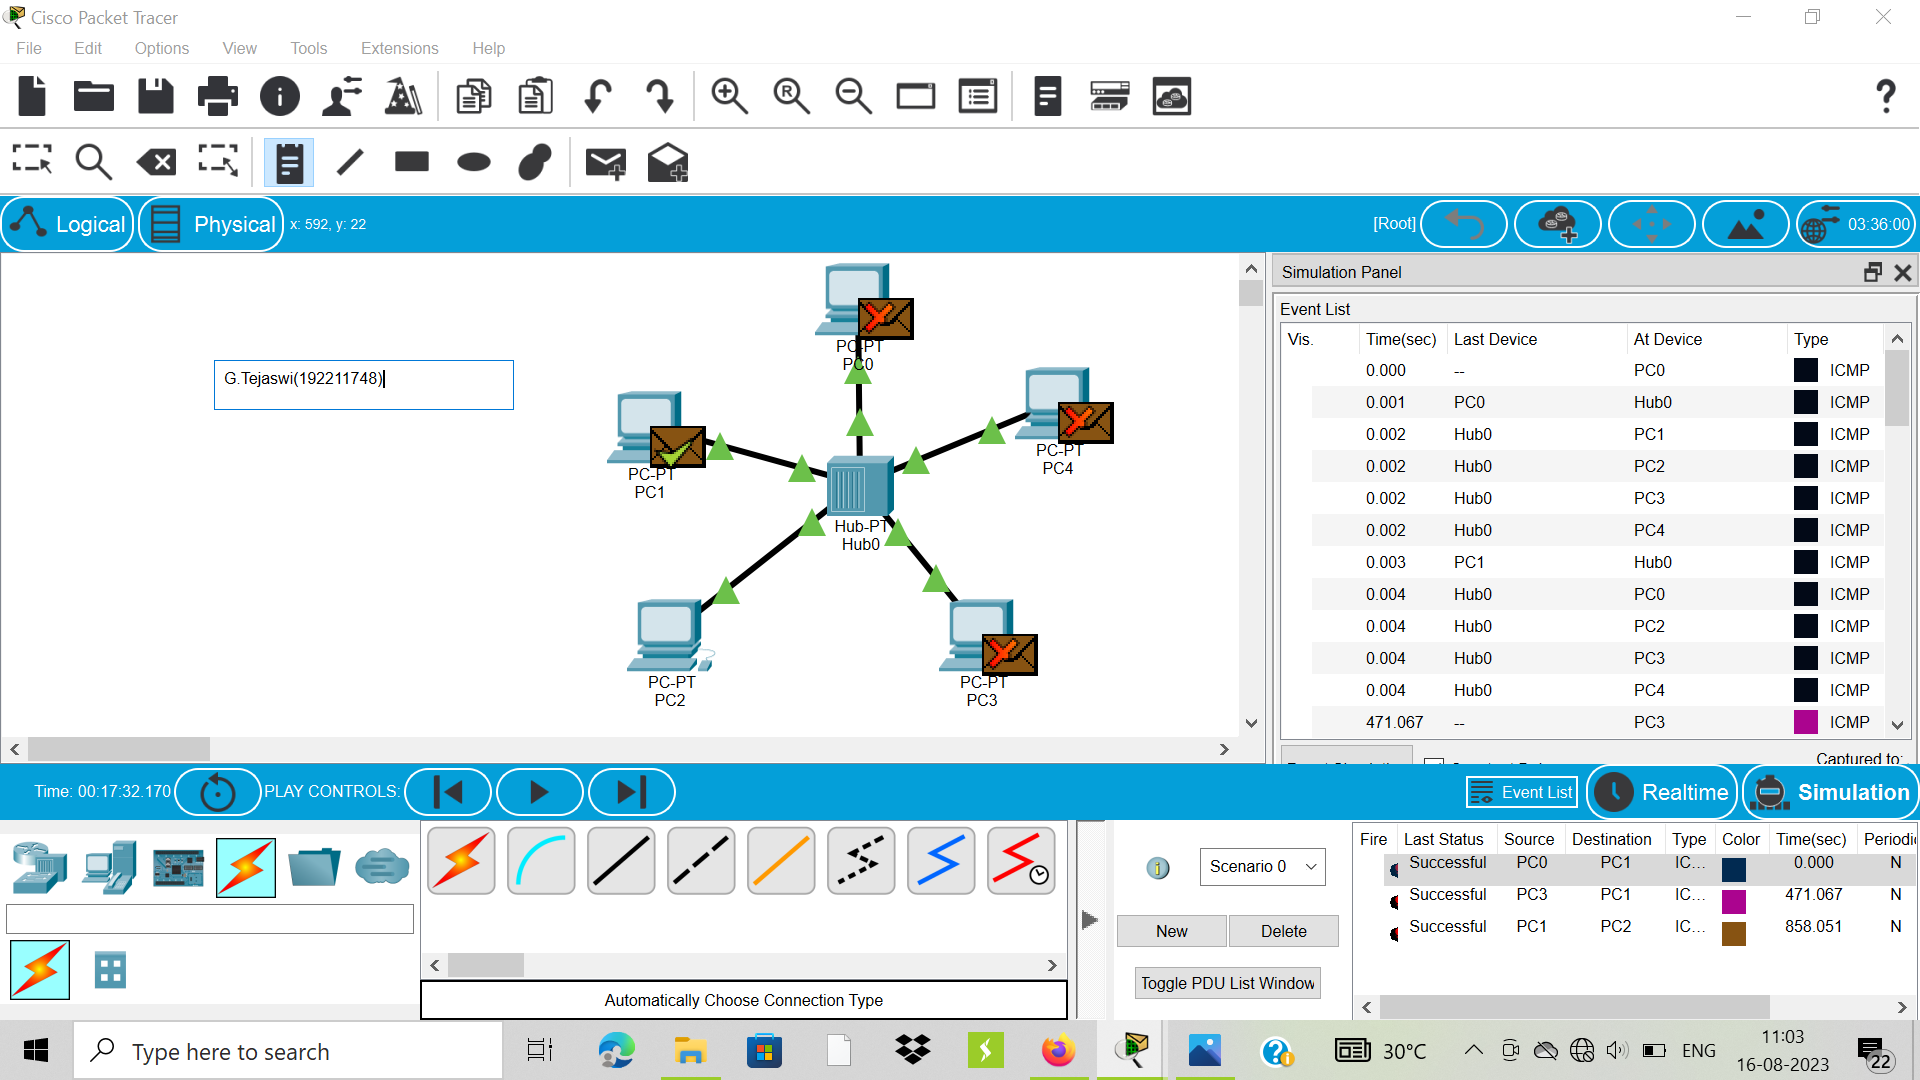 Cisco Packet Tracer
File Edit Options View Tools Extensions Help
Logical Physical x: 592, y: 22 [Root] 03:36:00
G.Tejaswi(192211748)
PC-PT
PC0
PC-PT
PC1
PC-PT
PC4
Hub-PT
Hub0
PC-PT
PC2
PC-PT
PC3
Simulation Panel
Event List
Vis. Time(sec) Last Device At Device Type
0.000 -- PC0 ICMP
0.001 PC0 Hub0 ICMP
0.002 Hub0 PC1 ICMP
0.002 Hub0 PC2 ICMP
0.002 Hub0 PC3 ICMP
0.002 Hub0 PC4 ICMP
0.003 PC1 Hub0 ICMP
0.004 Hub0 PC0 ICMP
0.004 Hub0 PC2 ICMP
0.004 Hub0 PC3 ICMP
0.004 Hub0 PC4 ICMP
471.067 -- PC3 ICMP
Captured to:
Time: 00:17:32.170 PLAY CONTROLS: Event List Realtime Simulation
Automatically Choose Connection Type
Scenario 0
New Delete
Toggle PDU List Window
Fire Last Status Source Destination Type Color Time(sec) Periodi
Successful PC0 PC1 IC... 0.000 N
Successful PC3 PC1 IC... 471.067 N
Successful PC1 PC2 IC... 858.051 N
Type here to search
30°C
ENG
11:03
16-08-2023
22